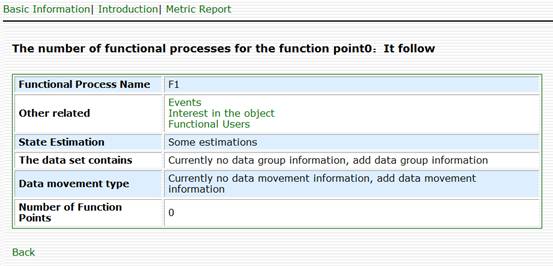 Basic Information| Introduction| Metric Report
The number of functional processes for the function point0：It follow
Functional Process Name F1
Other related
Events
Interest in the object
Functional Users
State Estimation Some estimations
The data set contains Currently no data group information, add data group information
Data movement type
Currently no data movement information, add data movement
information
Number of Function
Points
0
Back